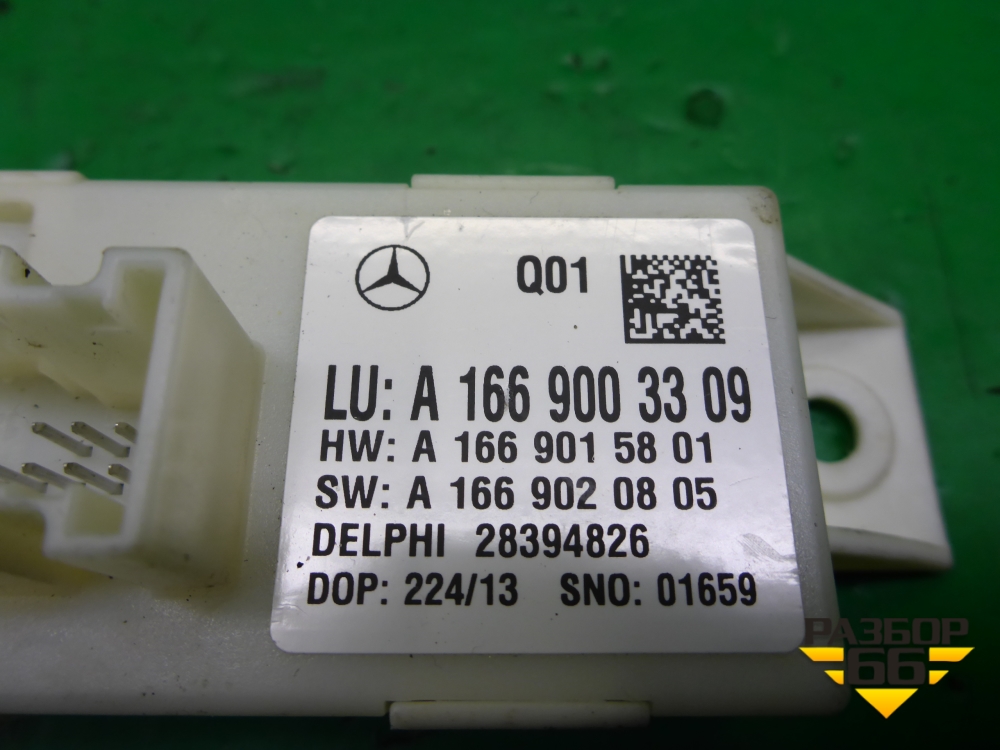 Q01
LU: A 166 900 33 09
HW: A 166 901 58 01
SW: A 166 902 08 05
DELPHI 28394826
DOP: 224/13 SNO: 01659
РАЗБОР
66